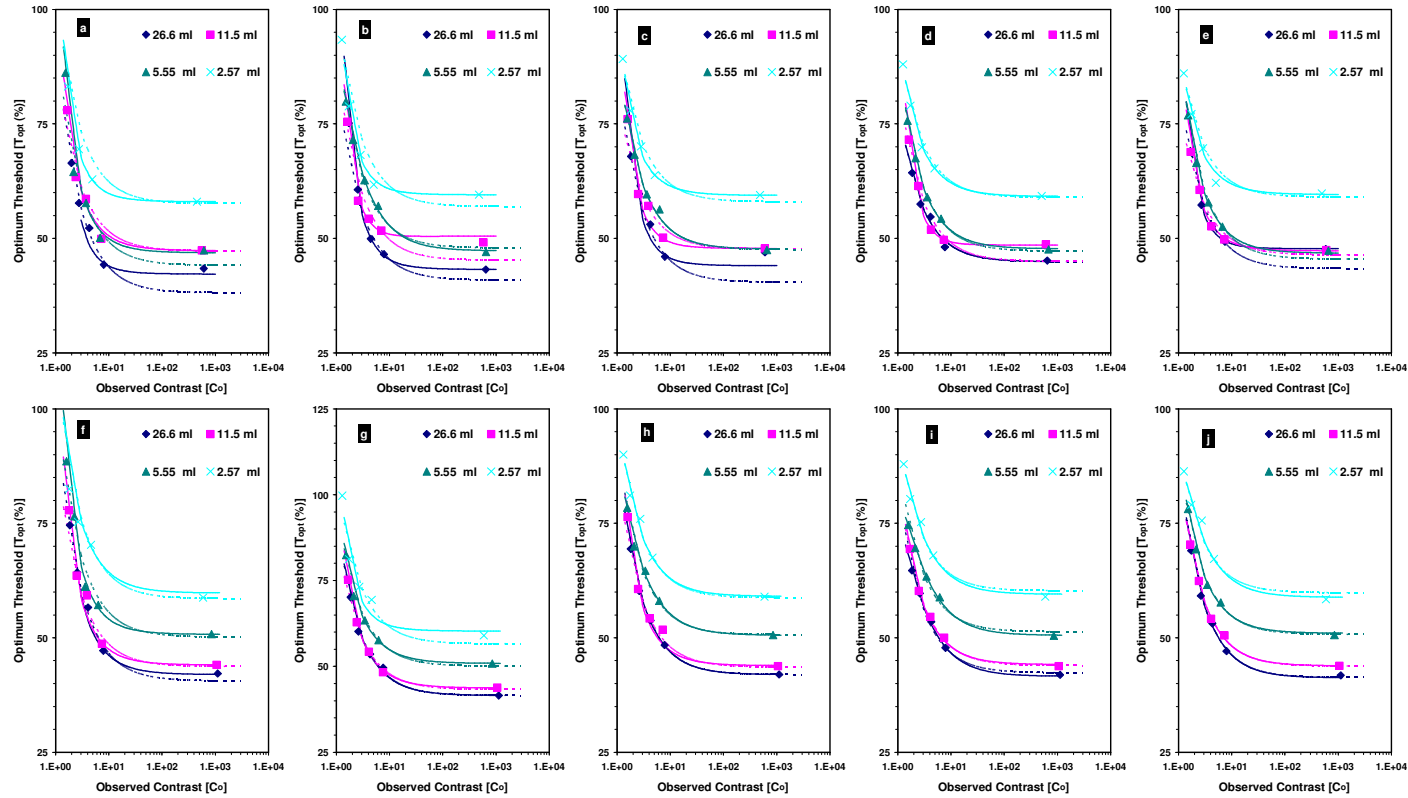 a
26.6 ml 11.5 ml
5.55 ml 2.57 ml
Optimum Threshold [Topt (%)]
100
75
50
25
1.E+00 1.E+01 1.E+02 1.E+03 1.E+04
Observed Contrast [Co]
b
26.6 ml 11.5 ml
5.55 ml 2.57 ml
Optimum Threshold [Topt (%)]
100
75
50
25
1.E+00 1.E+01 1.E+02 1.E+03 1.E+04
Observed Contrast [Co]
c
26.6 ml 11.5 ml
5.55 ml 2.57 ml
Optimum Threshold [Topt (%)]
100
75
50
25
1.E+00 1.E+01 1.E+02 1.E+03 1.E+04
Observed Contrast [Co]
d
26.6 ml 11.5 ml
5.55 ml 2.57 ml
Optimum Threshold [Topt (%)]
100
75
50
25
1.E+00 1.E+01 1.E+02 1.E+03 1.E+04
Observed Contrast [Co]
e
26.6 ml 11.5 ml
5.55 ml 2.57 ml
Optimum Threshold [Topt (%)]
100
75
50
25
1.E+00 1.E+01 1.E+02 1.E+03 1.E+04
Observed Contrast [Co]
f
26.6 ml 11.5 ml
5.55 ml 2.57 ml
Optimum Threshold [Topt (%)]
100
75
50
25
1.E+00 1.E+01 1.E+02 1.E+03 1.E+04
Observed Contrast [Co]
g
26.6 ml 11.5 ml
5.55 ml 2.57 ml
Optimum Threshold [Topt (%)]
125
100
75
50
25
1.E+00 1.E+01 1.E+02 1.E+03 1.E+04
Observed Contrast [Co]
h
26.6 ml 11.5 ml
5.55 ml 2.57 ml
Optimum Threshold [Topt (%)]
100
75
50
25
1.E+00 1.E+01 1.E+02 1.E+03 1.E+04
Observed Contrast [Co]
i
26.6 ml 11.5 ml
5.55 ml 2.57 ml
Optimum Threshold [Topt (%)]
100
75
50
25
1.E+00 1.E+01 1.E+02 1.E+03 1.E+04
Observed Contrast [Co]
j
26.6 ml 11.5 ml
5.55 ml 2.57 ml
Optimum Threshold [Topt (%)]
100
75
50
25
1.E+00 1.E+01 1.E+02 1.E+03 1.E+04
Observed Contrast [Co]